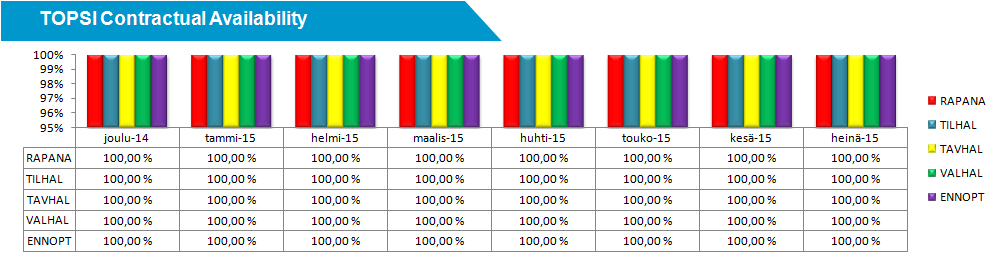 TOPSI Contractual Availability
100%
99%
98%
97%
96%
95%
joulu-14 tammi-15 helmi-15 maalis-15 huhti-15 touko-15 kesä-15 heinä-15
RAPANA 100,00 % 100,00 % 100,00 % 100,00 % 100,00 % 100,00 % 100,00 % 100,00 %
TILHAL 100,00 % 100,00 % 100,00 % 100,00 % 100,00 % 100,00 % 100,00 % 100,00 %
TAVHAL 100,00 % 100,00 % 100,00 % 100,00 % 100,00 % 100,00 % 100,00 % 100,00 %
VALHAL 100,00 % 100,00 % 100,00 % 100,00 % 100,00 % 100,00 % 100,00 % 100,00 %
ENNOPT 100,00 % 100,00 % 100,00 % 100,00 % 100,00 % 100,00 % 100,00 % 100,00 %
RAPANA
TILHAL
TAVHAL
VALHAL
ENNOPT